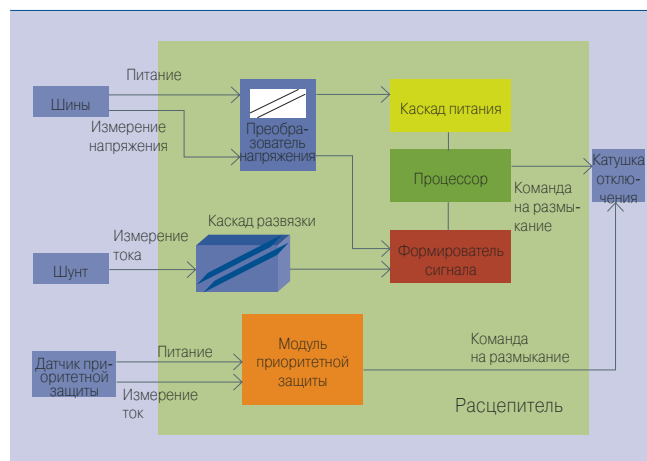 Питание
Шины
Измерение
напряжения
Преобра-
зователь
напряжения
Каскад питания
Процессор
Команда
на размы-
кание
Катушка
отклю-
чения
Каскад развязки
Измерение
тока
Шунт
Формирователь
сигнала
Датчик при-
оритетной
защиты
Питание
Измерение
ток
Модуль
приоритетной
защиты
Команда
на размыкание
Расцепитель